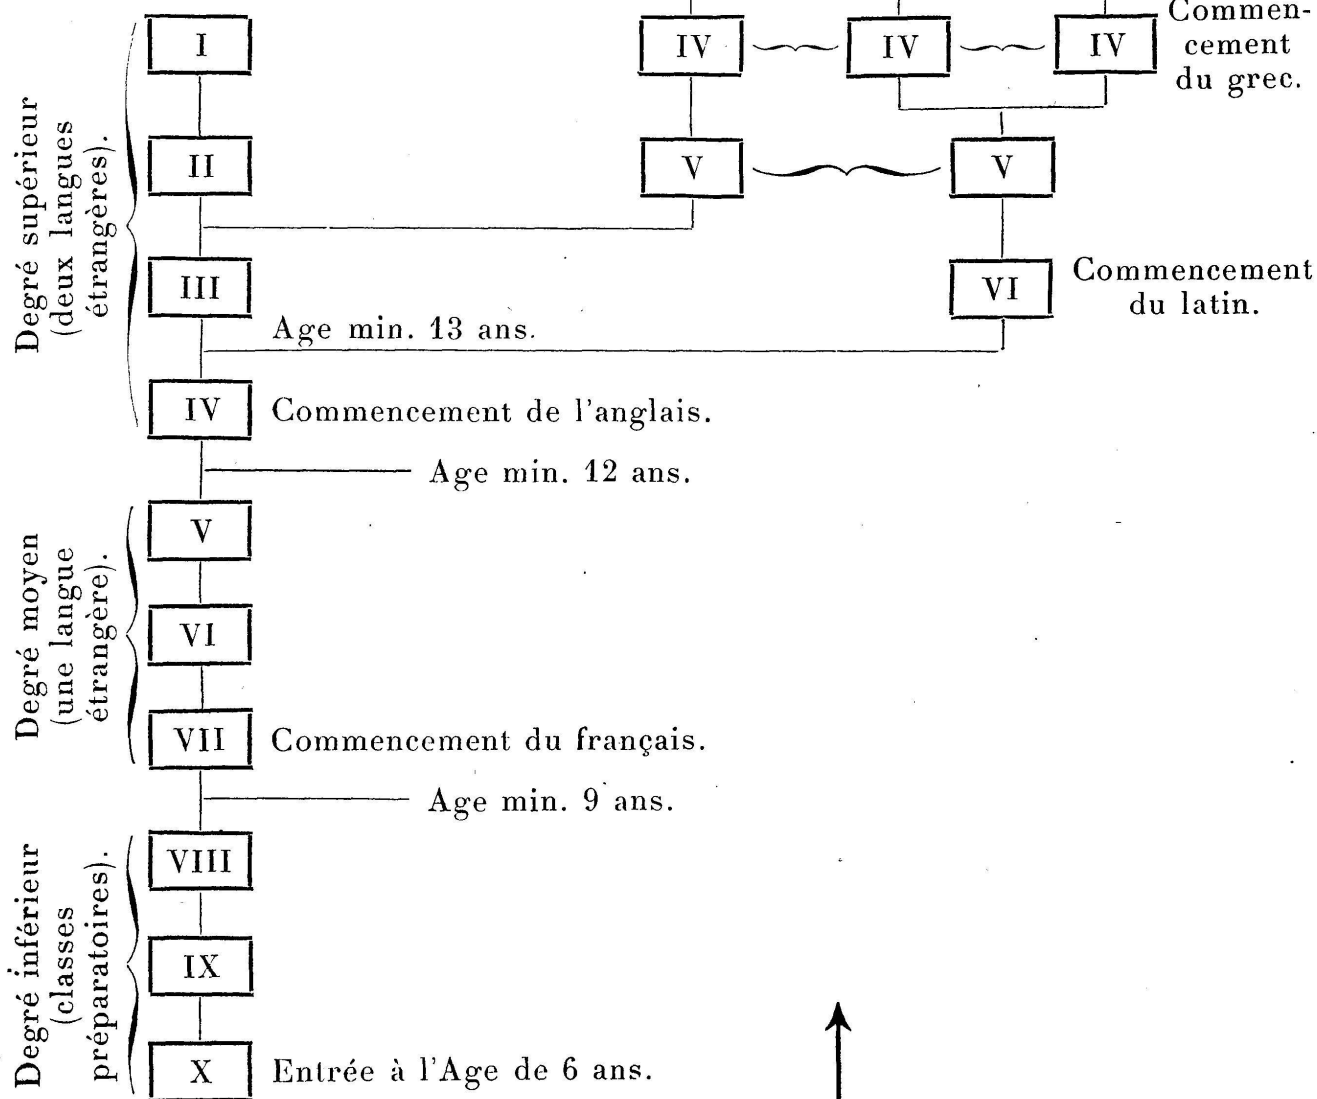 Commen-
cement
du grec.
I
IV
IV
IV
II
V
V
Degré supérieur
(deux langues
étrangères).
III
VI
Commencement
du latin.
Age min. 13 ans.
IV
Commencement de l'anglais.
Age min. 12 ans.
V
Degré moyen
(une langue
étrangère).
VI
VII
Commencement du français.
Age min. 9 ans.
VIII
Degré inférieur
(classes
préparatoires).
IX
X
Entrée à l'Age de 6 ans.